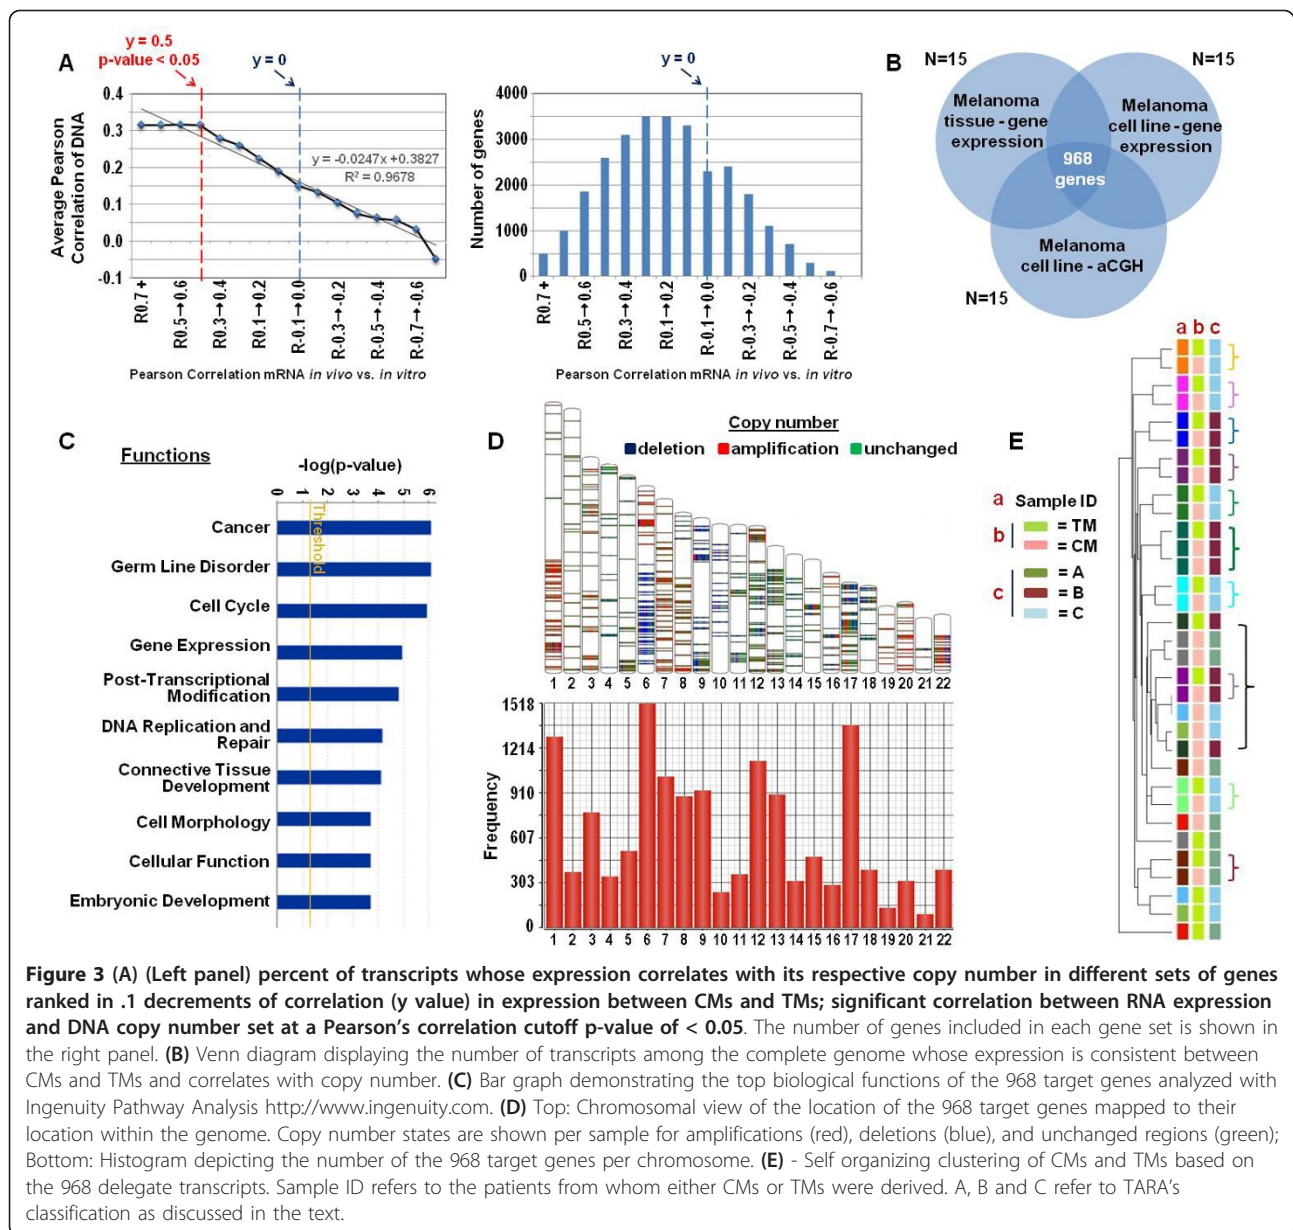 A
y = 0.5
p-value < 0.05
y = 0
Average Pearson
Correlation of DNA
0.4
0.3
0.2
0.1
0.0
-0.1
y = -0.0247x +0.3827
R² = 0.9678
R0.7 +
R0.5→0.6
R0.3→0.4
R0.1→0.2
R-0.1→0.0
R-0.3→-0.2
R-0.5→-0.4
R-0.7→-0.6
Pearson Correlation mRNA in vivo vs. in vitro
y = 0
Number of genes
4000
3000
2000
1000
0
R0.7 +
R0.5→0.6
R0.3→0.4
R0.1→0.2
R-0.1→0.0
R-0.3→-0.2
R-0.5→-0.4
R-0.7→-0.6
Pearson Correlation mRNA in vivo vs. in vitro
B
N=15
N=15
Melanoma
tissue - gene
expression
Melanoma
cell line - gene
expression
968
genes
Melanoma
cell line - aCGH
N=15
C
Functions
-log(p-value)
0 1 2 3 4 5 6
Threshold
Cancer
Germ Line Disorder
Cell Cycle
Gene Expression
Post-Transcriptional
Modification
DNA Replication and
Repair
Connective Tissue
Development
Cell Morphology
Cellular Function
Embryonic Development
D
Copy number
deletion amplification unchanged
1 2 3 4 5 6 7 8 9 10 11 12 13 14 15 16 17 18 19 20 21 22
Frequency
1518
1214
910
607
303
0
1 2 3 4 5 6 7 8 9 10 11 12 13 14 15 16 17 18 19 20 21 22
E
a b c
a Sample ID
b
= TM
= CM
c
= A
= B
= C
Figure 3 (A) (Left panel) percent of transcripts whose expression correlates with its respective copy number in different sets of genes
ranked in .1 decrements of correlation (y value) in expression between CMs and TMs; significant correlation between RNA expression
and DNA copy number set at a Pearson's correlation cutoff p-value of < 0.05. The number of genes included in each gene set is shown in
the right panel. (B) Venn diagram displaying the number of transcripts among the complete genome whose expression is consistent between
CMs and TMs and correlates with copy number. (C) Bar graph demonstrating the top biological functions of the 968 target genes analyzed with
Ingenuity Pathway Analysis http://www.ingenuity.com. (D) Top: Chromosomal view of the location of the 968 target genes mapped to their
location within the genome. Copy number states are shown per sample for amplifications (red), deletions (blue), and unchanged regions (green);
Bottom: Histogram depicting the number of the 968 target genes per chromosome. (E) - Self organizing clustering of CMs and TMs based on
the 968 delegate transcripts. Sample ID refers to the patients from whom either CMs or TMs were derived. A, B and C refer to TARA's
classification as discussed in the text.